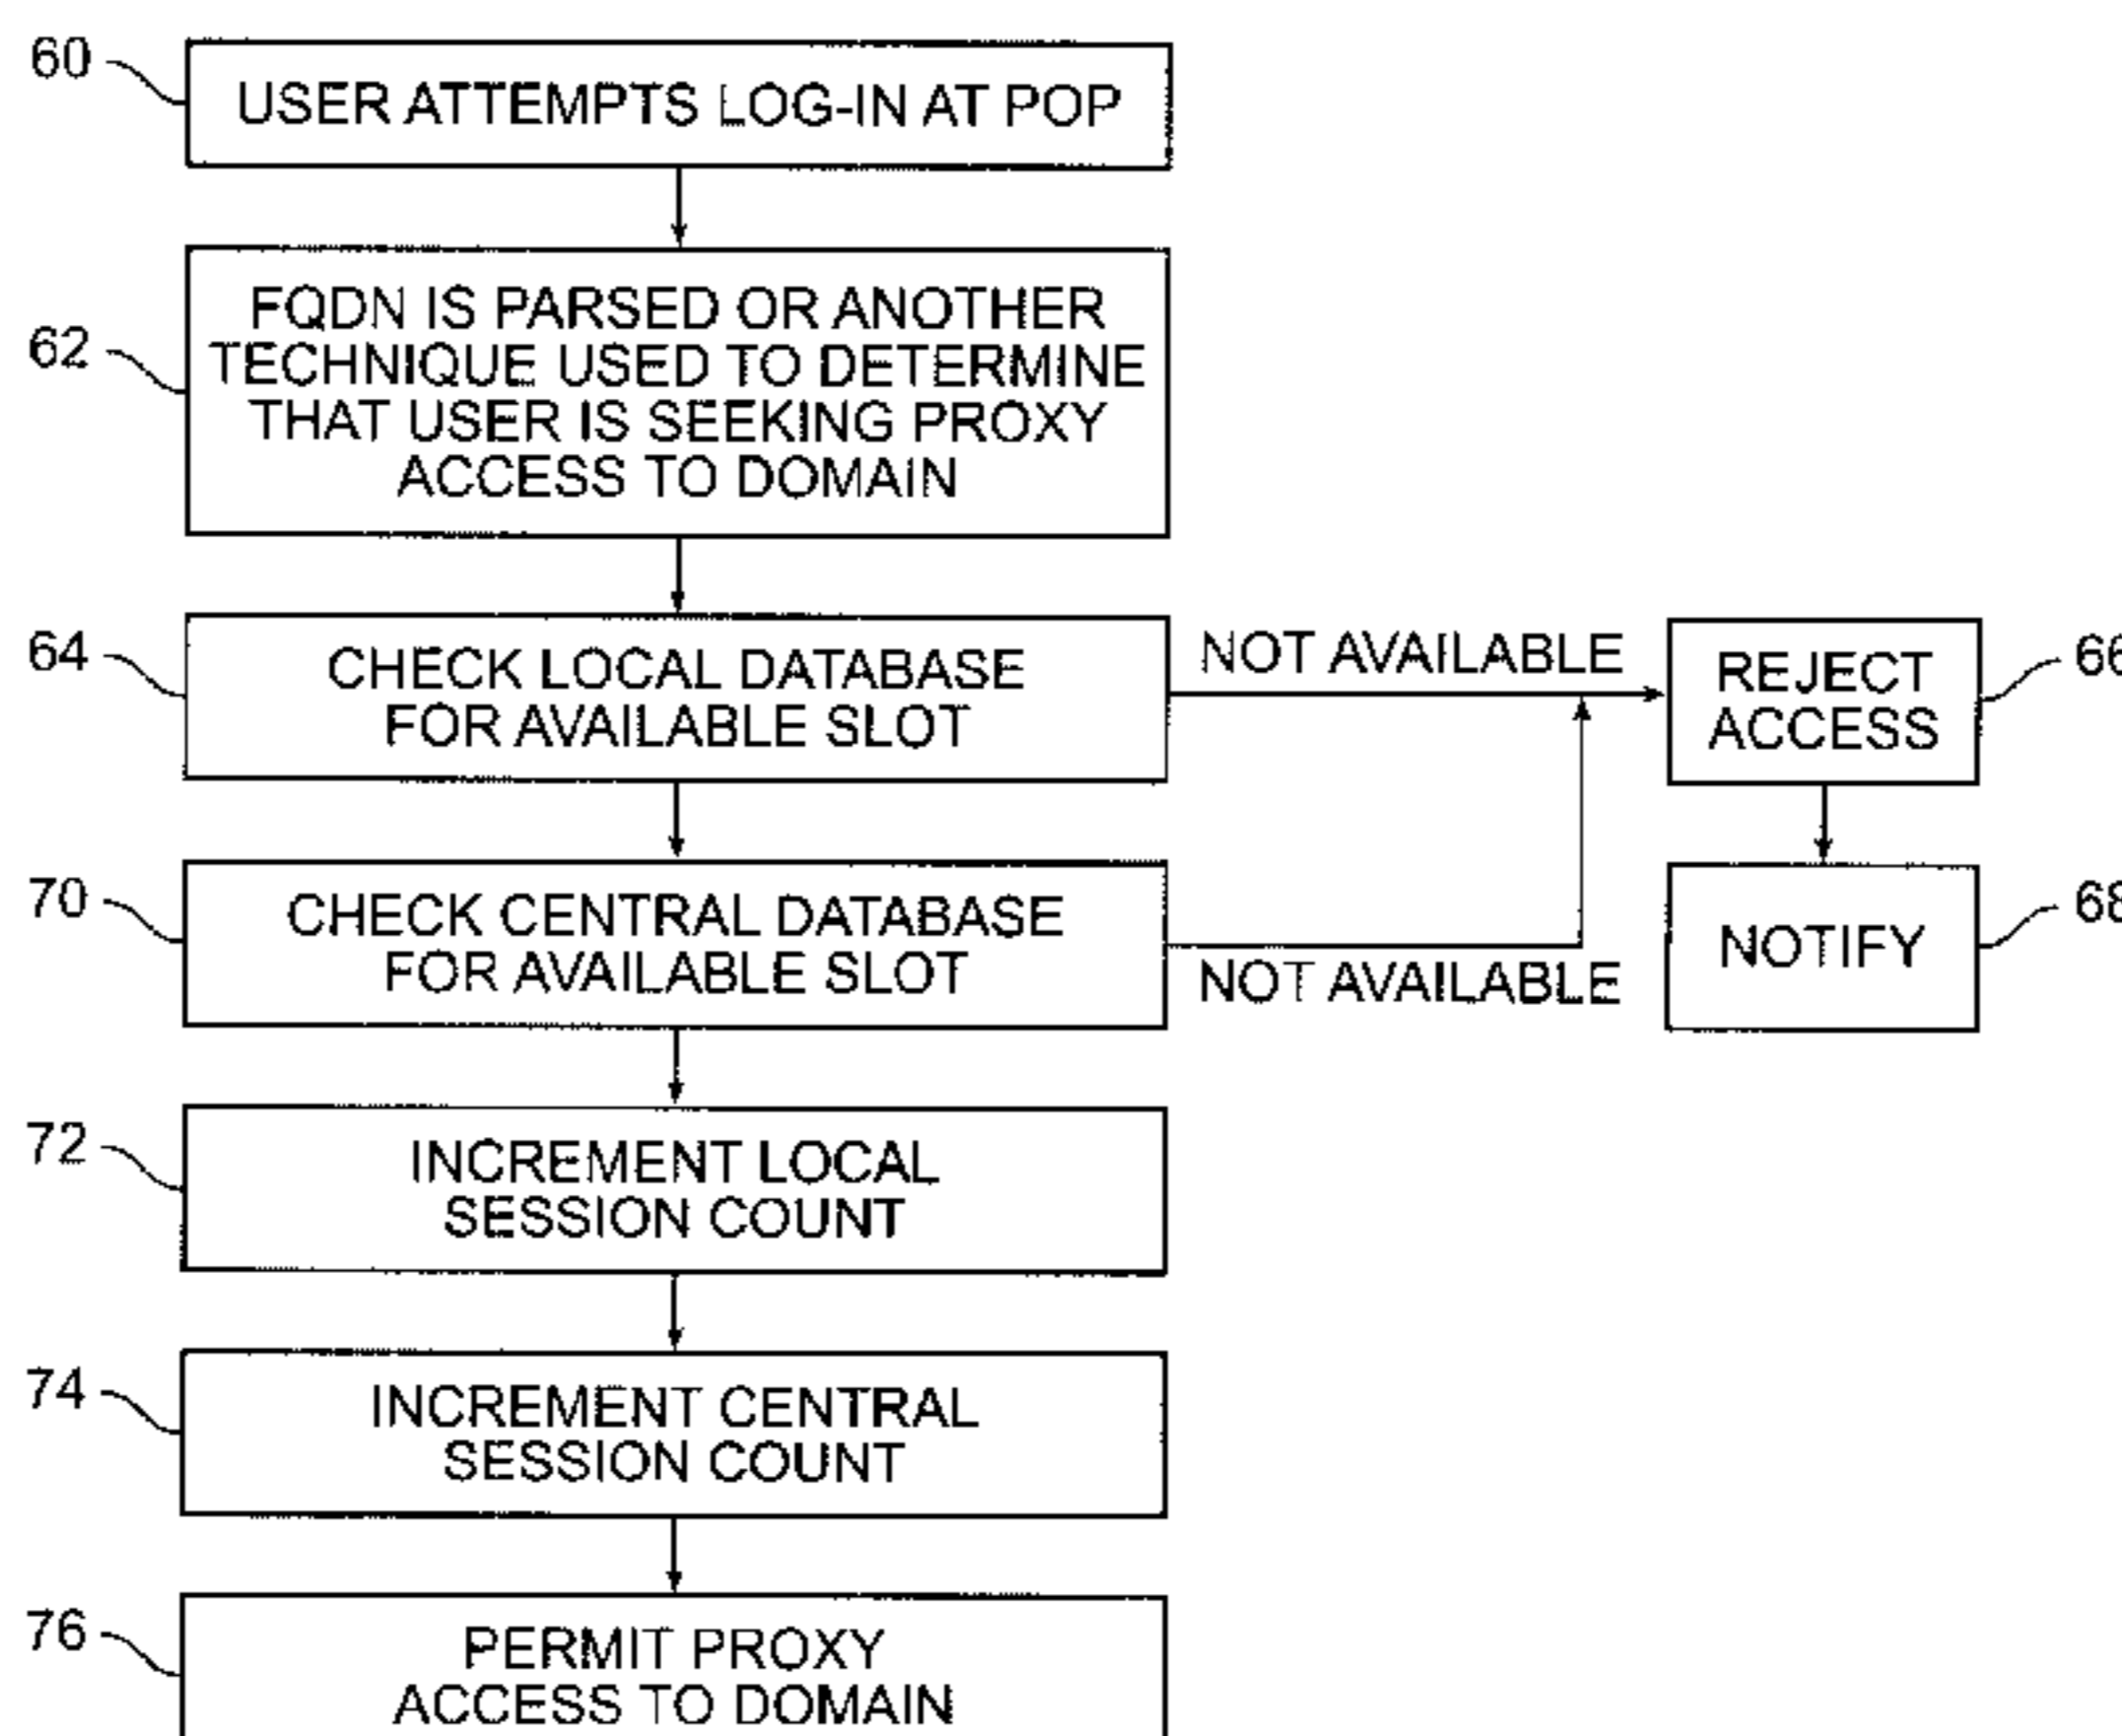 60
USER ATTEMPTS LOG-IN AT POP
62
FQDN IS PARSED OR ANOTHER
TECHNIQUE USED TO DETERMINE
THAT USER IS SEEKING PROXY
ACCESS TO DOMAIN
64
CHECK LOCAL DATABASE
FOR AVAILABLE SLOT
NOT AVAILABLE
REJECT
ACCESS
66
70
CHECK CENTRAL DATABASE
FOR AVAILABLE SLOT
NOT AVAILABLE
NOTIFY
68
72
INCREMENT LOCAL
SESSION COUNT
74
INCREMENT CENTRAL
SESSION COUNT
76
PERMIT PROXY
ACCESS TO DOMAIN